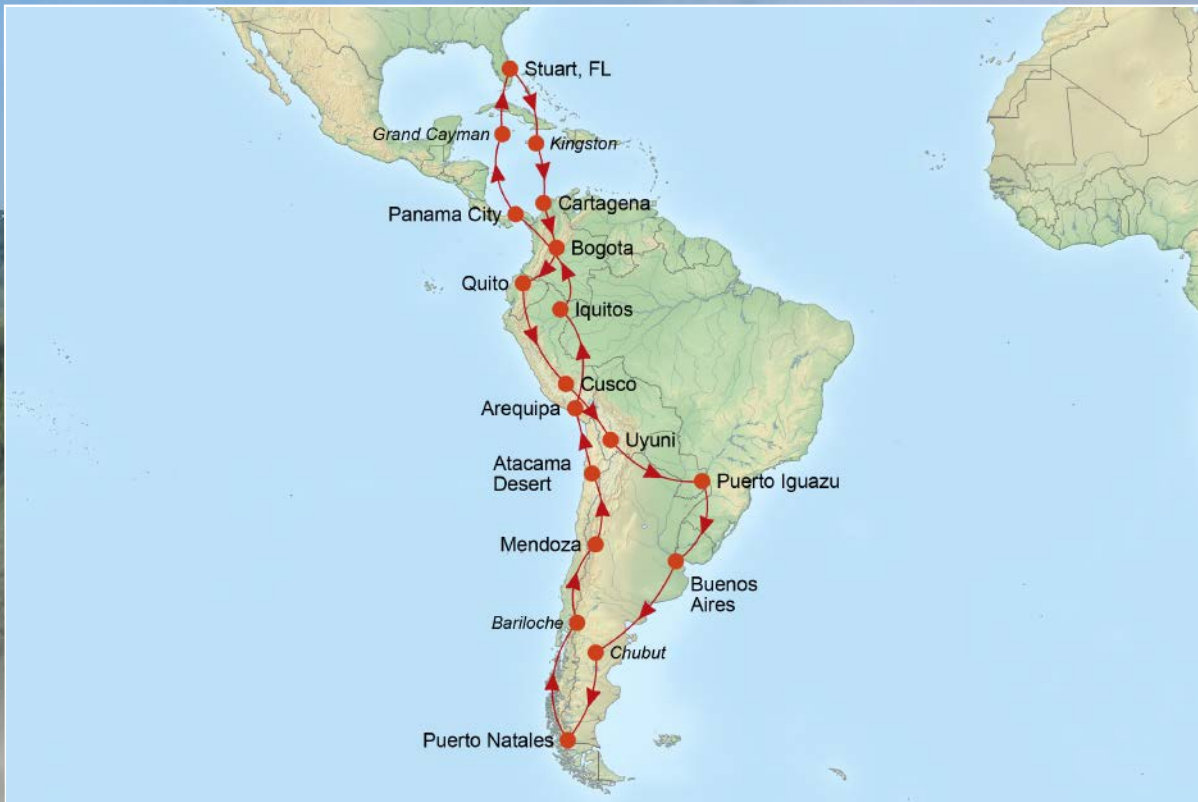 Stuart, FL
Grand Cayman
Kingston
Cartagena
Panama City
Bogota
Quito
Iquitos
Cusco
Arequipa
Uyuni
Atacama
Desert
Puerto Iguazu
Mendoza
Buenos
Aires
Bariloche
Chubut
Puerto Natales